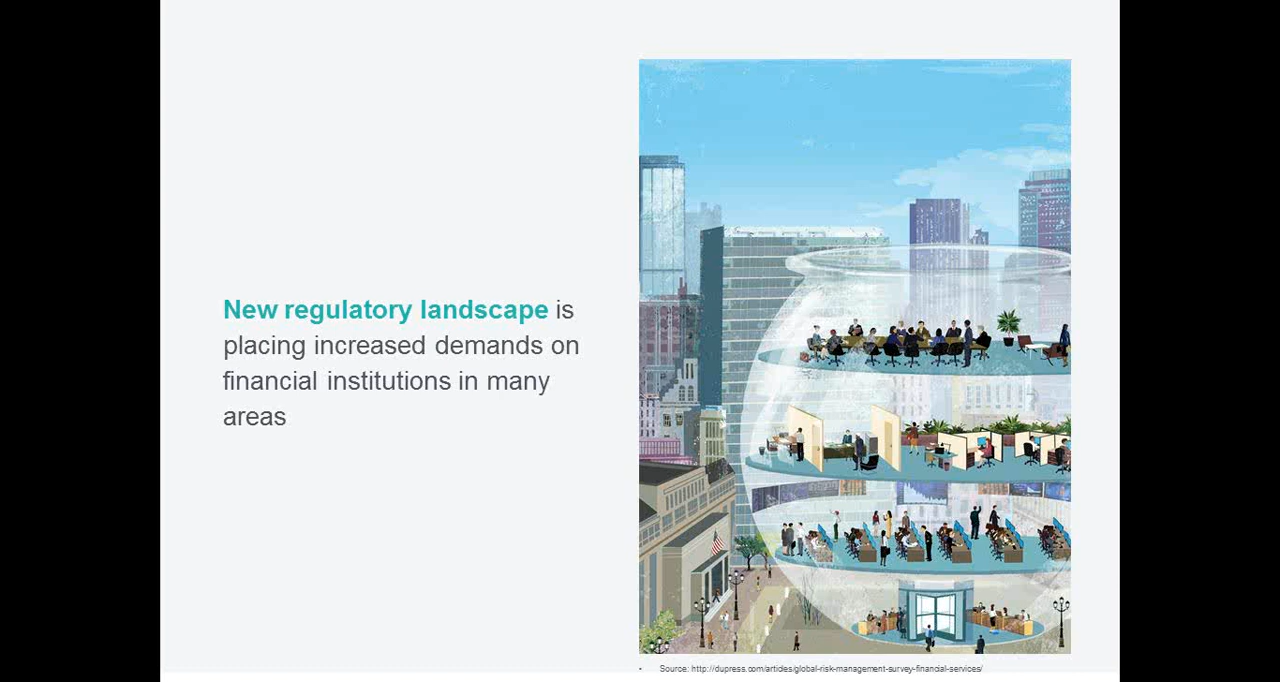 New regulatory landscape is
placing increased demands on
financial institutions in many
areas
• Source: http://dupress.com/articles/global-risk-management-survey-financial-services/